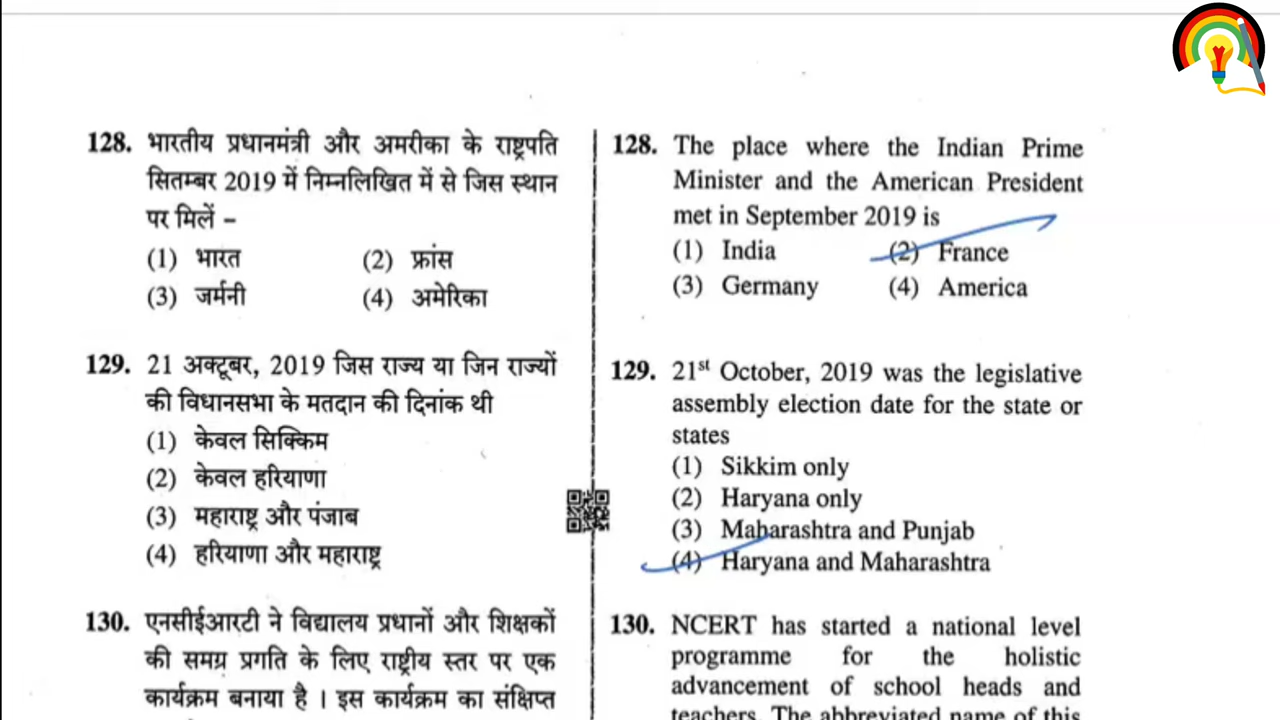 128. भारतीय प्रधानमंत्री और अमरीका के राष्ट्रपति
सितम्बर 2019 में निम्नलिखित में से जिस स्थान
पर मिलें –
(1) भारत (2) फ्रांस
(3) जर्मनी (4) अमेरिका
129. 21 अक्टूबर, 2019 जिस राज्य या जिन राज्यों
की विधानसभा के मतदान की दिनांक थी
(1) केवल सिक्किम
(2) केवल हरियाणा
(3) महाराष्ट्र और पंजाब
(4) हरियाणा और महाराष्ट्र
130. एनसीईआरटी ने विद्यालय प्रधानों और शिक्षकों
की समग्र प्रगति के लिए राष्ट्रीय स्तर पर एक
कार्यक्रम बनाया है । इस कार्यक्रम का संक्षिप्त
128. The place where the Indian Prime
Minister and the American President
met in September 2019 is
(1) India (2) France
(3) Germany (4) America
129. 21st October, 2019 was the legislative
assembly election date for the state or
states
(1) Sikkim only
(2) Haryana only
(3) Maharashtra and Punjab
(4) Haryana and Maharashtra
130. NCERT has started a national level
programme for the holistic
advancement of school heads and
teachers. The abbreviated name of this